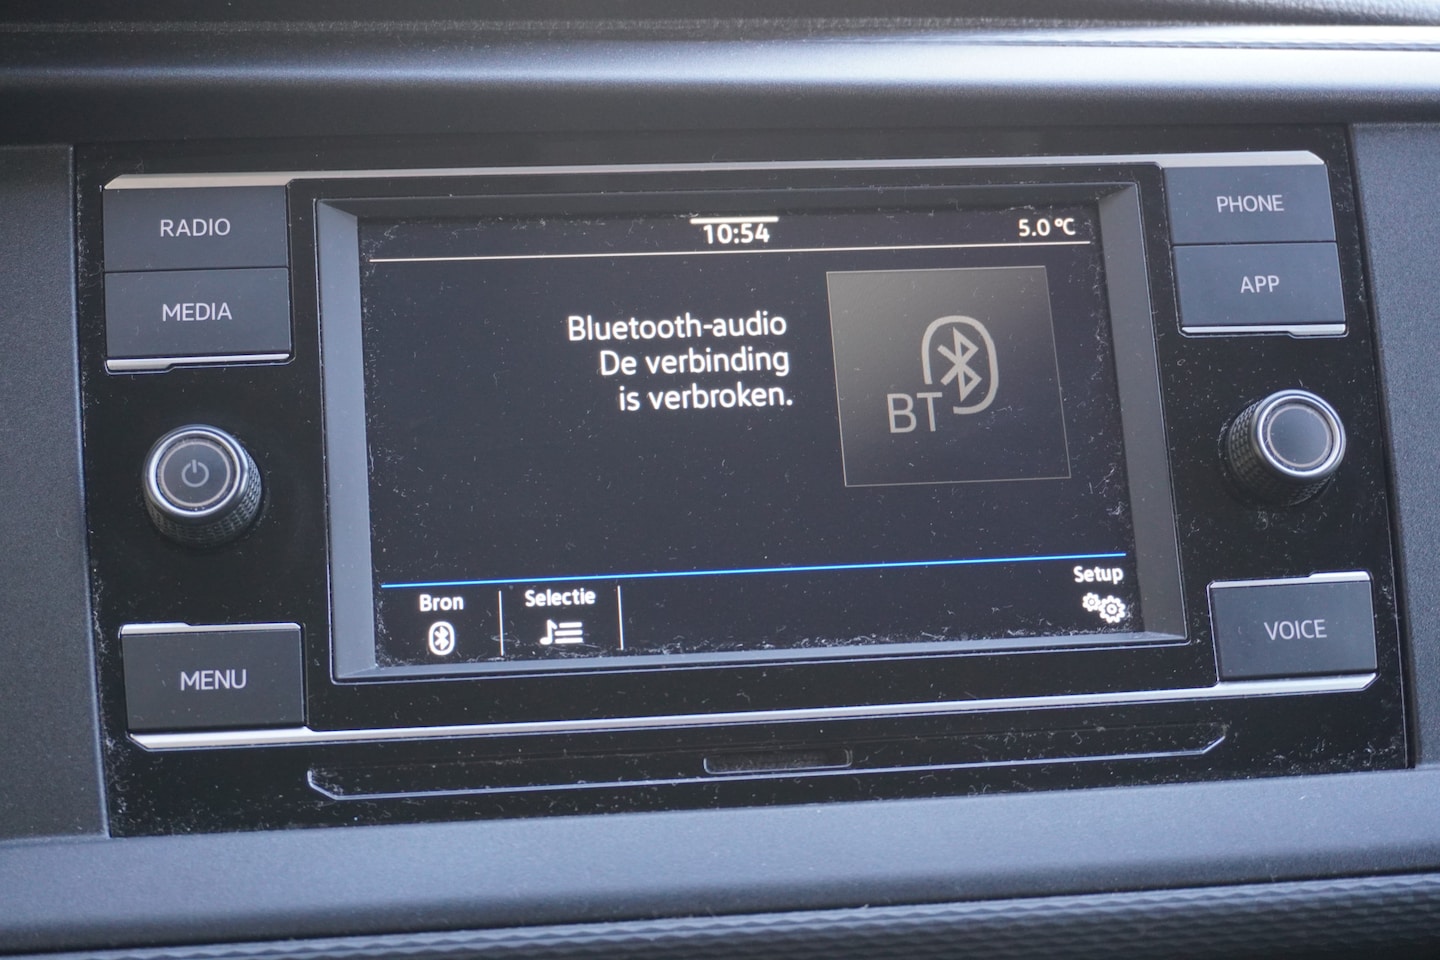 RADIO
MEDIA
MENU
10:54
5.0 °C
Bluetooth-audio
De verbinding
is verbroken.
BT
Bron
Selectie
Setup
PHONE
APP
VOICE